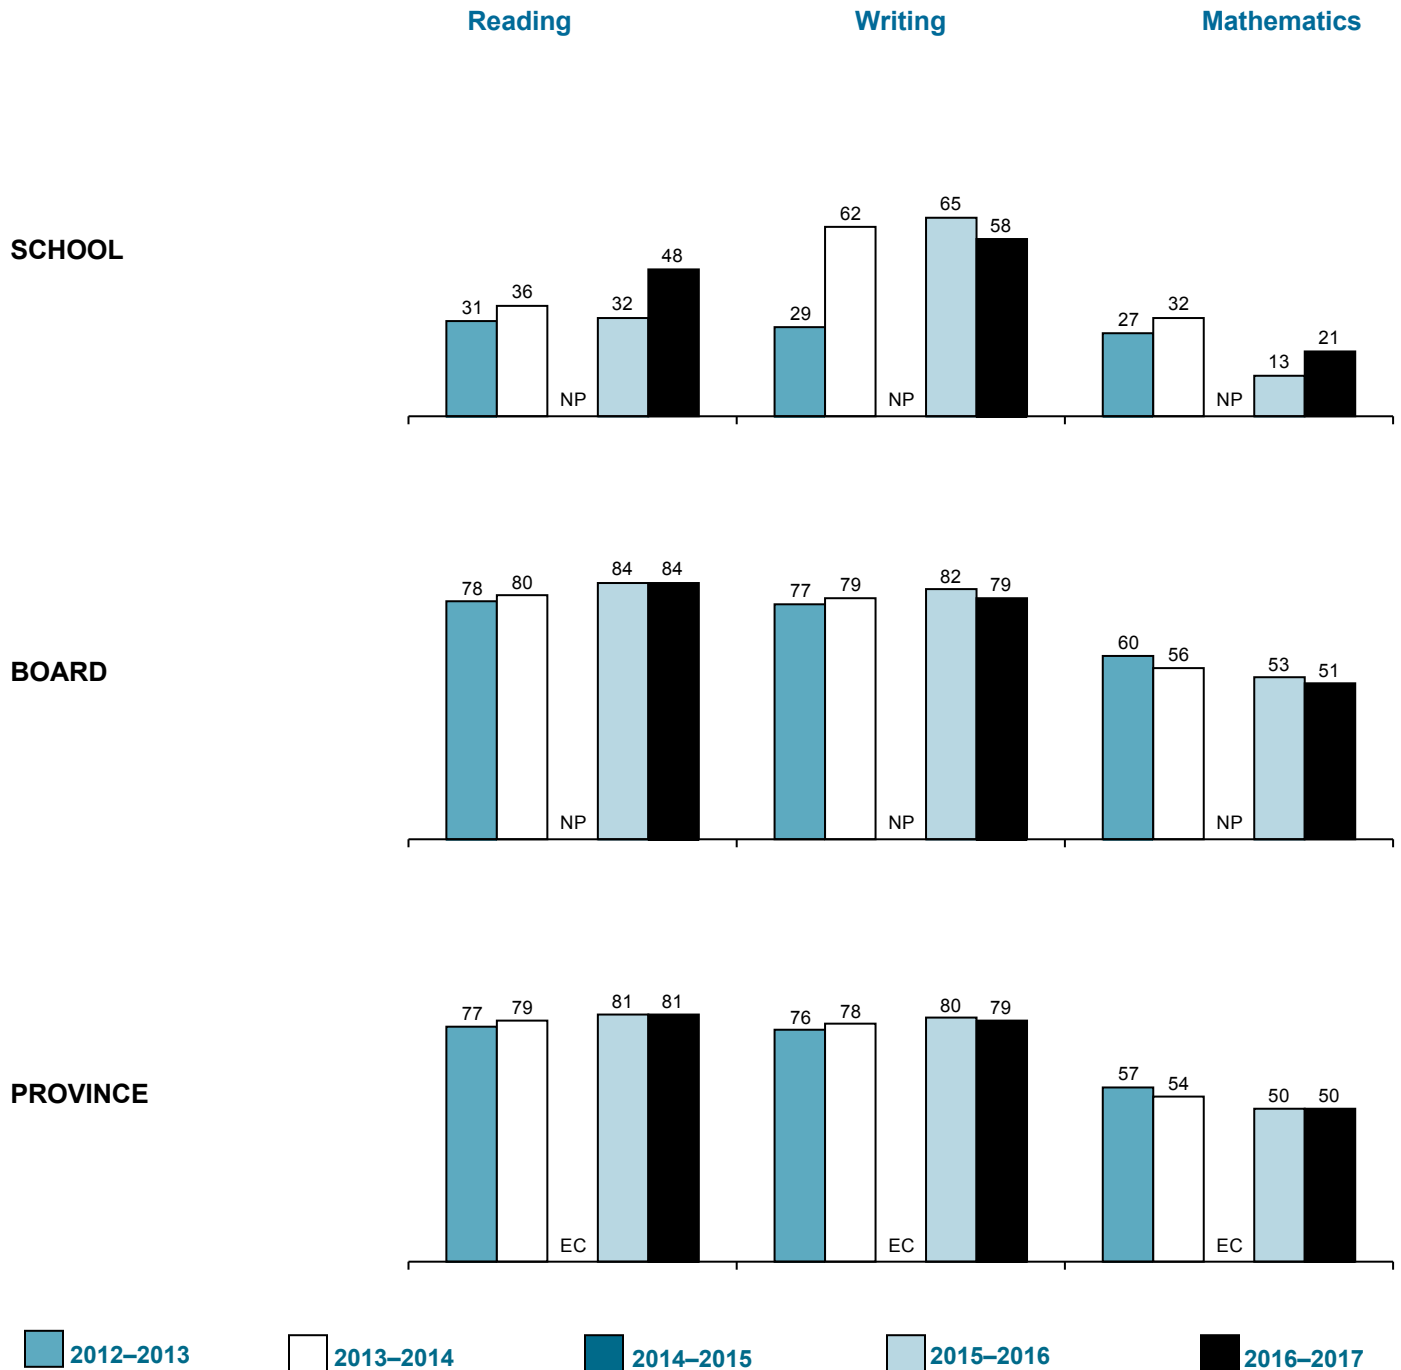 Reading Writing Mathematics
SCHOOL
31 36 NP 32 48 29 62 NP 65 58 27 32 NP 13 21
BOARD
78 80 NP 84 84 77 79 NP 82 79 60 56 NP 53 51
PROVINCE
77 79 EC 81 81 76 78 EC 80 79 57 54 EC 50 50
2012–2013 2013–2014 2014–2015 2015–2016 2016–2017